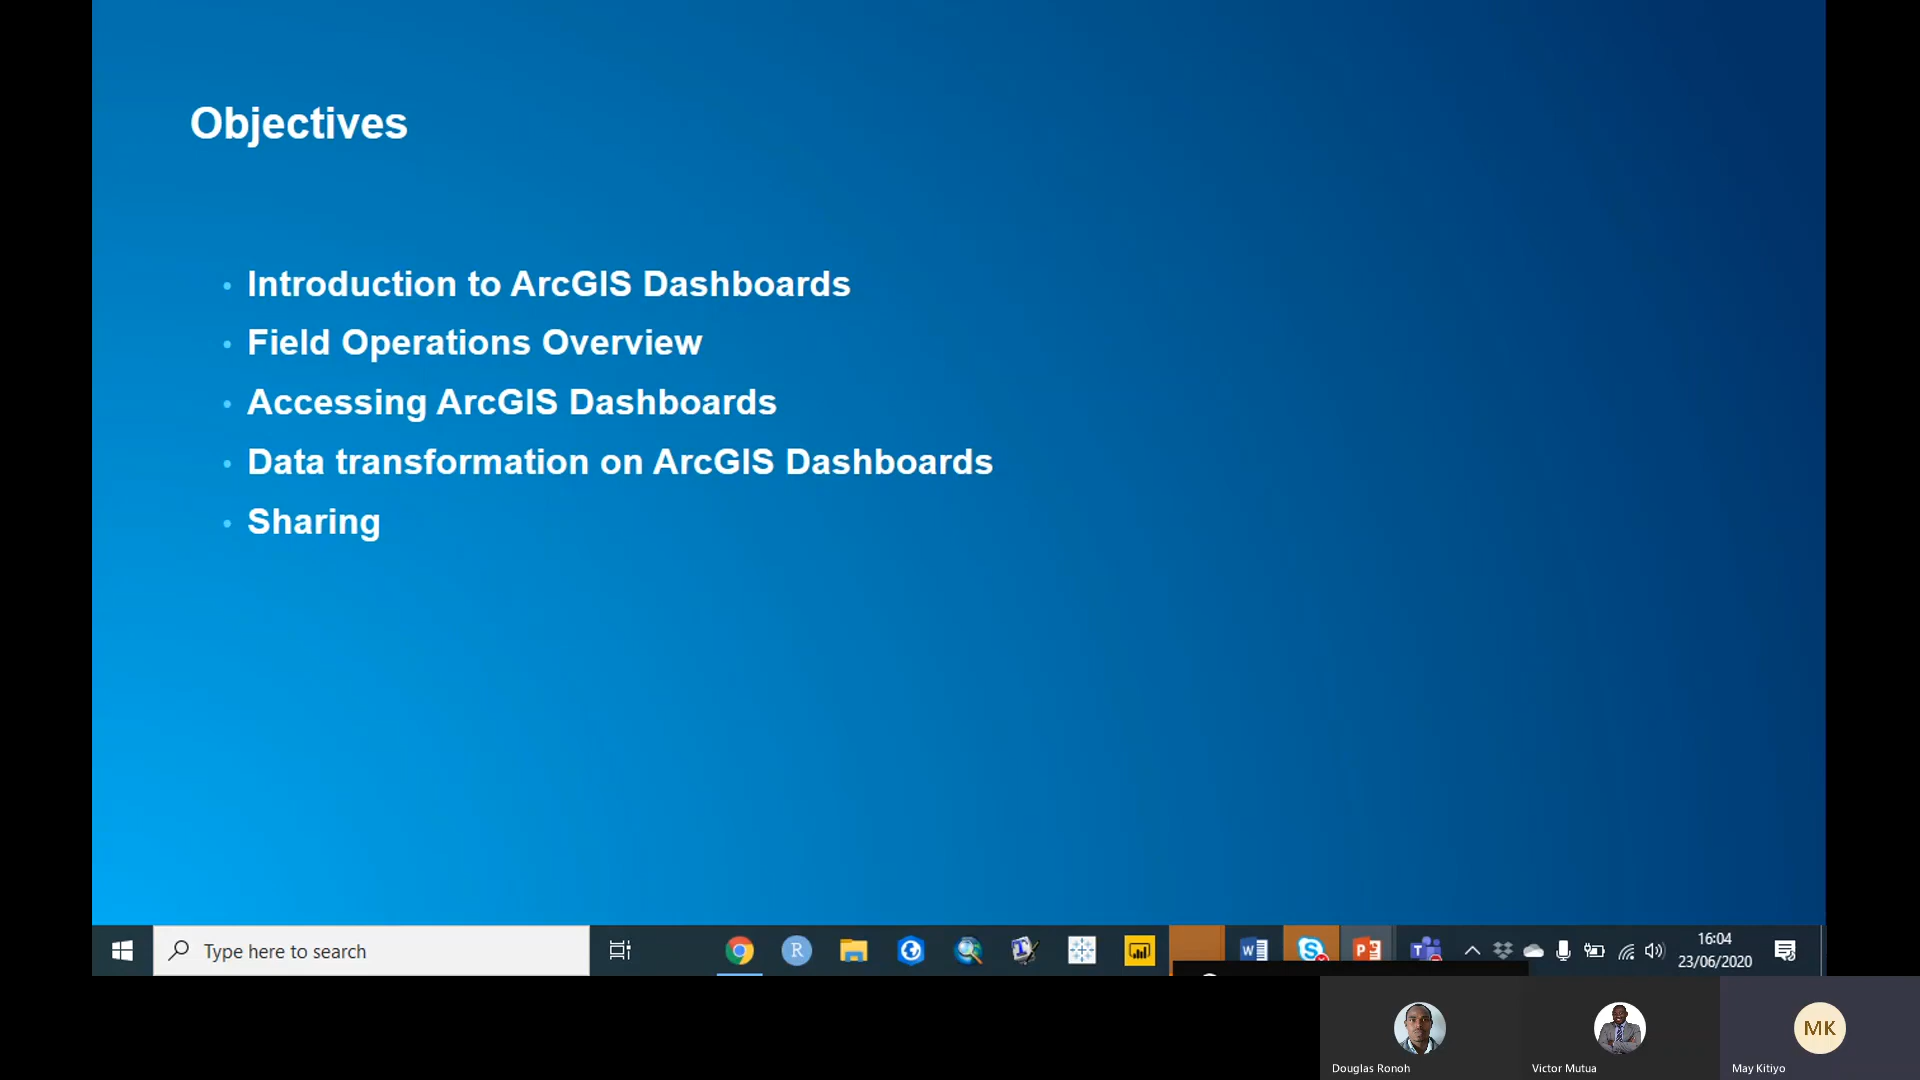 Objectives
Introduction to ArcGIS Dashboards
Field Operations Overview
Accessing ArcGIS Dashboards
Data transformation on ArcGIS Dashboards
Sharing
Type here to search
R
W
S
P
T
16:04
23/06/2020
MK
Douglas Ronoh
Victor Mutua
May Kitiyo